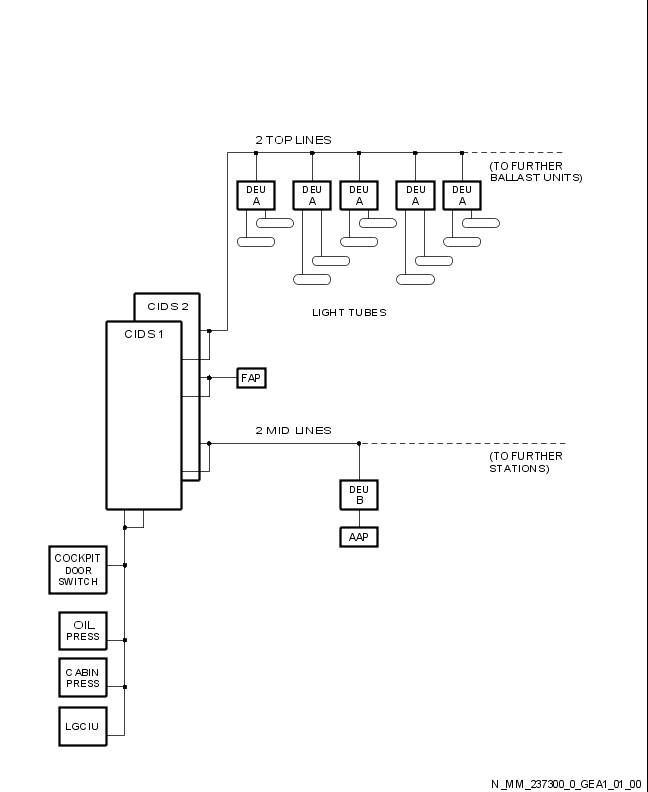 2 TOP LINES
(TO FURTHER
BALLAST UNITS)
DEU
A
DEU
A
DEU
A
DEU
A
DEU
A
LIGHT TUBES
CIDS 2
CIDS 1
FAP
2 MID LINES
(TO FURTHER
STATIONS)
DEU
B
AAP
COCKPIT
DOOR
SWITCH
OIL
PRESS
CABIN
PRESS
LGCIU
N_MM_237300_0_GEA1_01_00